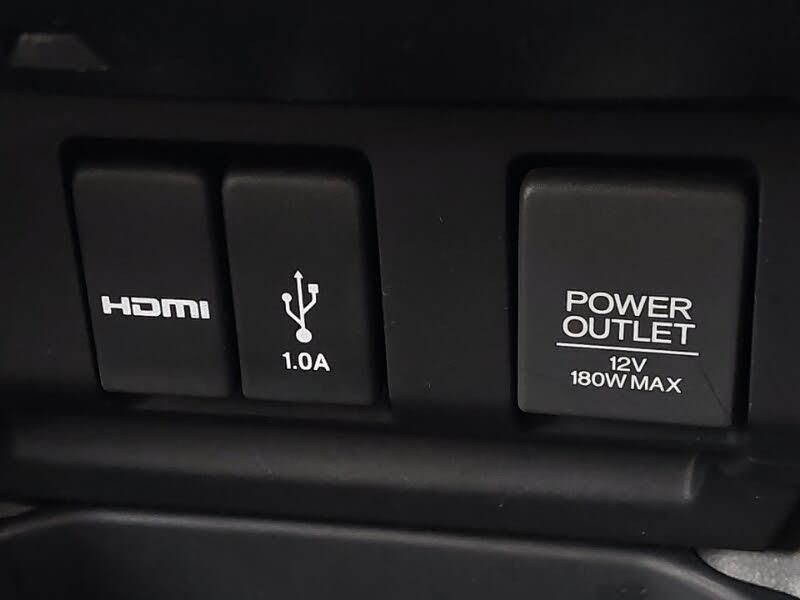 HDMI
1.0A
POWER
OUTLET
12V
180W MAX